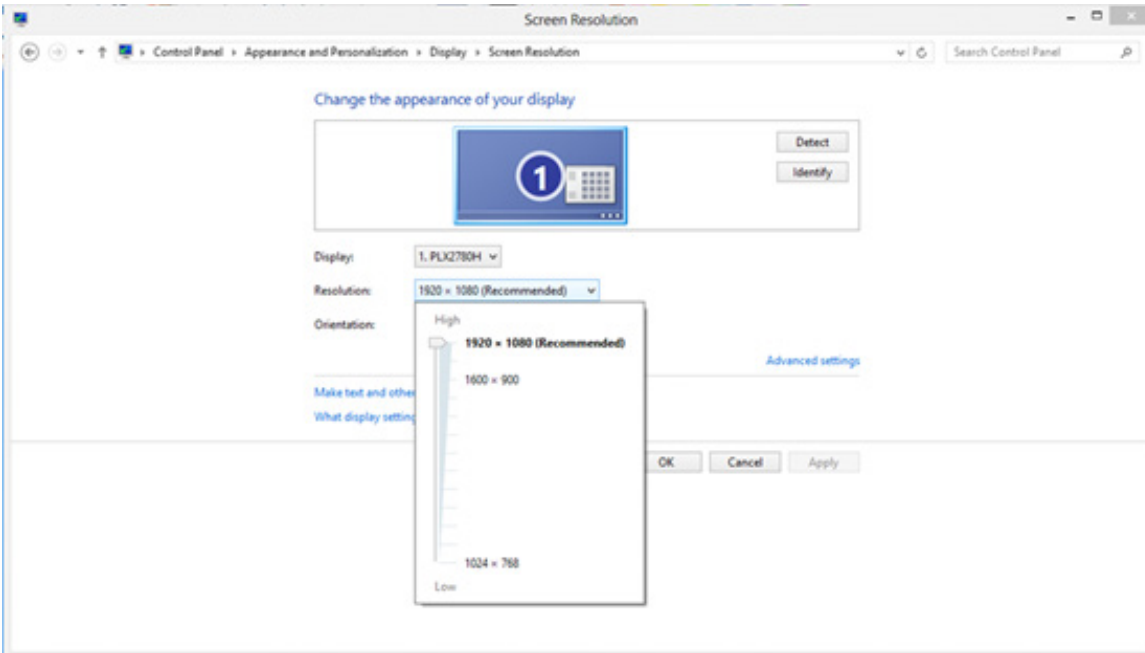 Screen Resolution
Control Panel Appearance and Personalization Display Screen Resolution
Search Control Panel
Change the appearance of your display
1
Detect
Identify
Display:
1. PLX2780H
Resolution:
1920 × 1080 (Recommended)
Orientation:
High
1920 × 1080 (Recommended)
1600 × 900
1024 × 768
Low
Advanced settings
Make text and other
What display setting
OK
Cancel
Apply